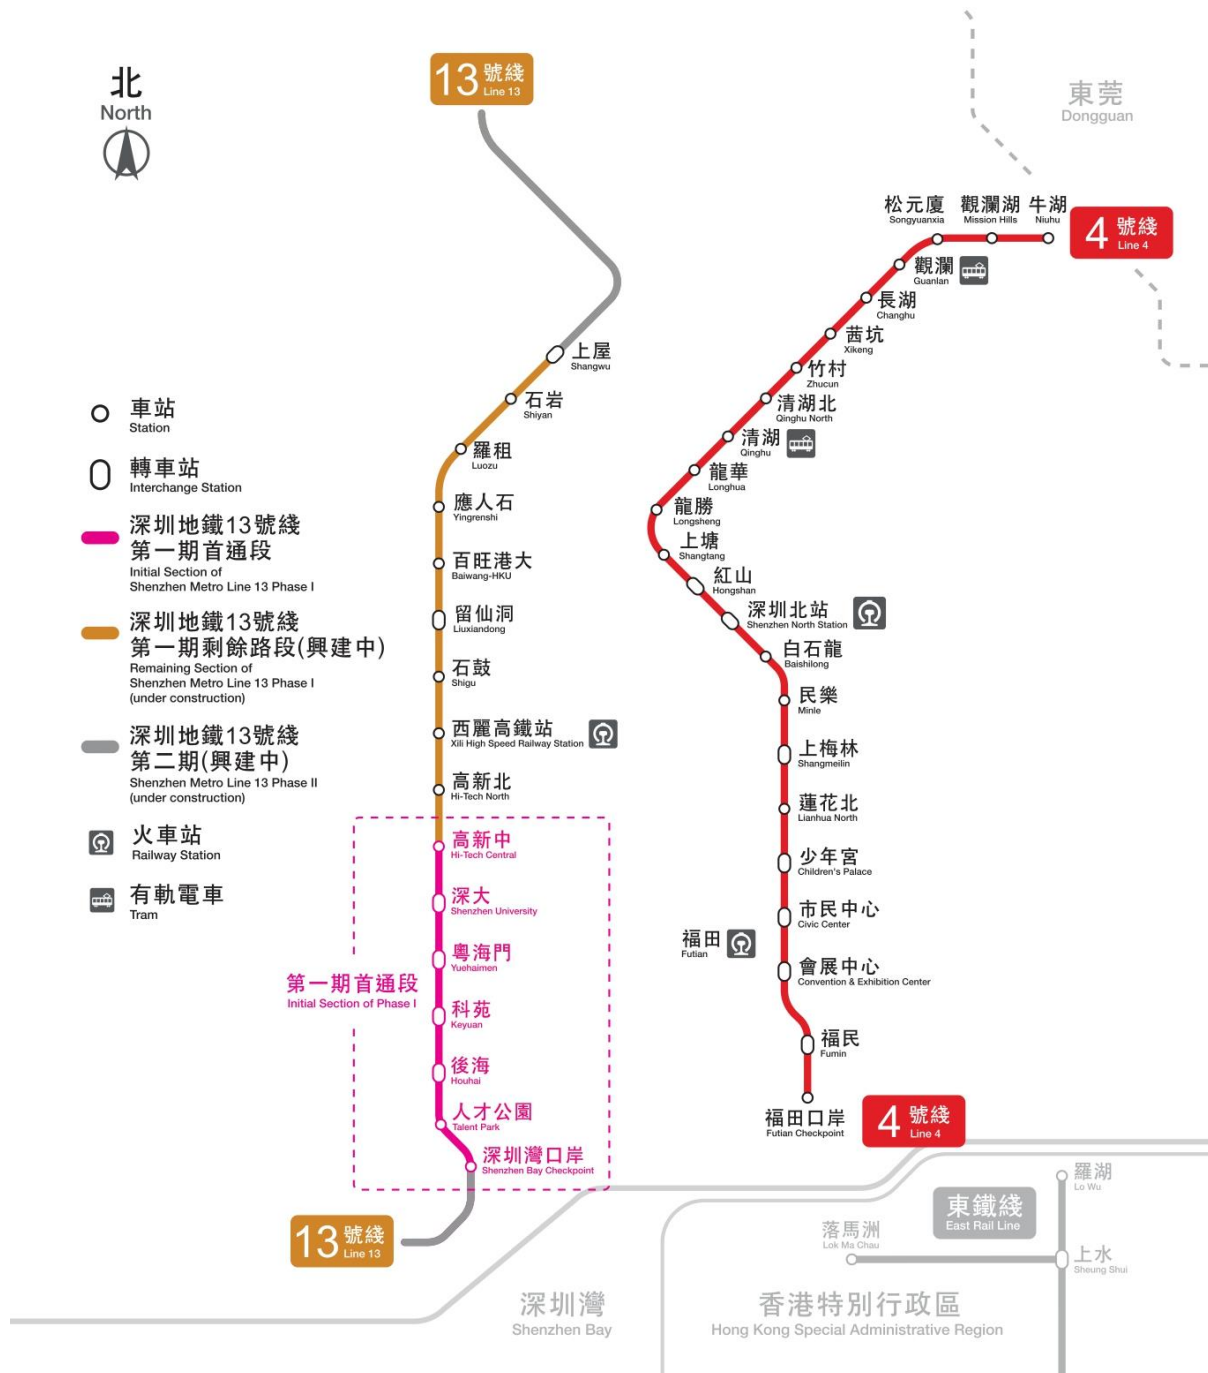 北
North
13 號綫
Line 13
東莞
Dongguan
松元廈
Songyuanxia
觀瀾湖
Mission Hills
牛湖
Niuhu
4 號綫
Line 4
觀瀾
Guanlan
長湖
Changhu
茜坑
Xikeng
竹村
Zhucun
清湖北
Qinghu North
清湖
Qinghu
龍華
Longhua
龍勝
Longsheng
上塘
Shangtang
紅山
Hongshan
深圳北站
Shenzhen North Station
白石龍
Baishilong
民樂
Minle
上梅林
Shangmeilin
蓮花北
Lianhua North
少年宮
Children's Palace
市民中心
Civic Center
福田
Futian
會展中心
Convention & Exhibition Center
福民
Fumin
福田口岸
Futian Checkpoint
4 號綫
Line 4
上屋
Shangwu
石岩
Shiyan
羅租
Luozu
應人石
Yingrenshi
百旺港大
Baiwang-HKU
留仙洞
Liuxiandong
石鼓
Shigu
西麗高鐵站
Xili High Speed Railway Station
高新北
Hi-Tech North
高新中
Hi-Tech Central
深大
Shenzhen University
粵海門
Yuehaimen
科苑
Keyuan
後海
Houhai
人才公園
Talent Park
深圳灣口岸
Shenzhen Bay Checkpoint
第一期首通段
Initial Section of Phase I
13 號綫
Line 13
車站
Station
轉車站
Interchange Station
深圳地鐵13號綫
第一期首通段
Initial Section of
Shenzhen Metro Line 13 Phase I
深圳地鐵13號綫
第一期剩餘路段(興建中)
Remaining Section of
Shenzhen Metro Line 13 Phase I
(under construction)
深圳地鐵13號綫
第二期(興建中)
Shenzhen Metro Line 13 Phase II
(under construction)
火車站
Railway Station
有軌電車
Tram
羅湖
Lo Wu
東鐵綫
East Rail Line
落馬洲
Lok Ma Chau
上水
Sheung Shui
深圳灣
Shenzhen Bay
香港特別行政區
Hong Kong Special Administrative Region